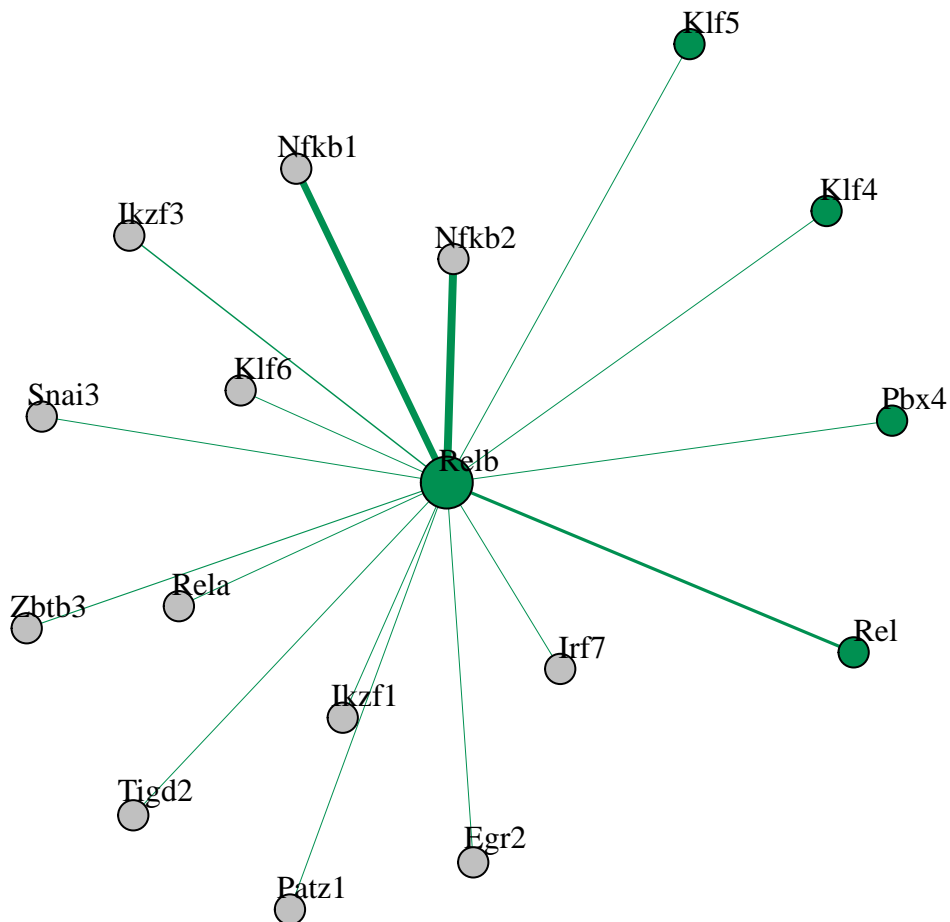 Klf5
Nfkb1
Klf4
Ikzf3
Nfkb2
Klf6
Snai3
Pbx4
Relb
Rela
Zbtb3
Rel
Irf7
Ikzf1
Tigd2
Egr2
Patz1